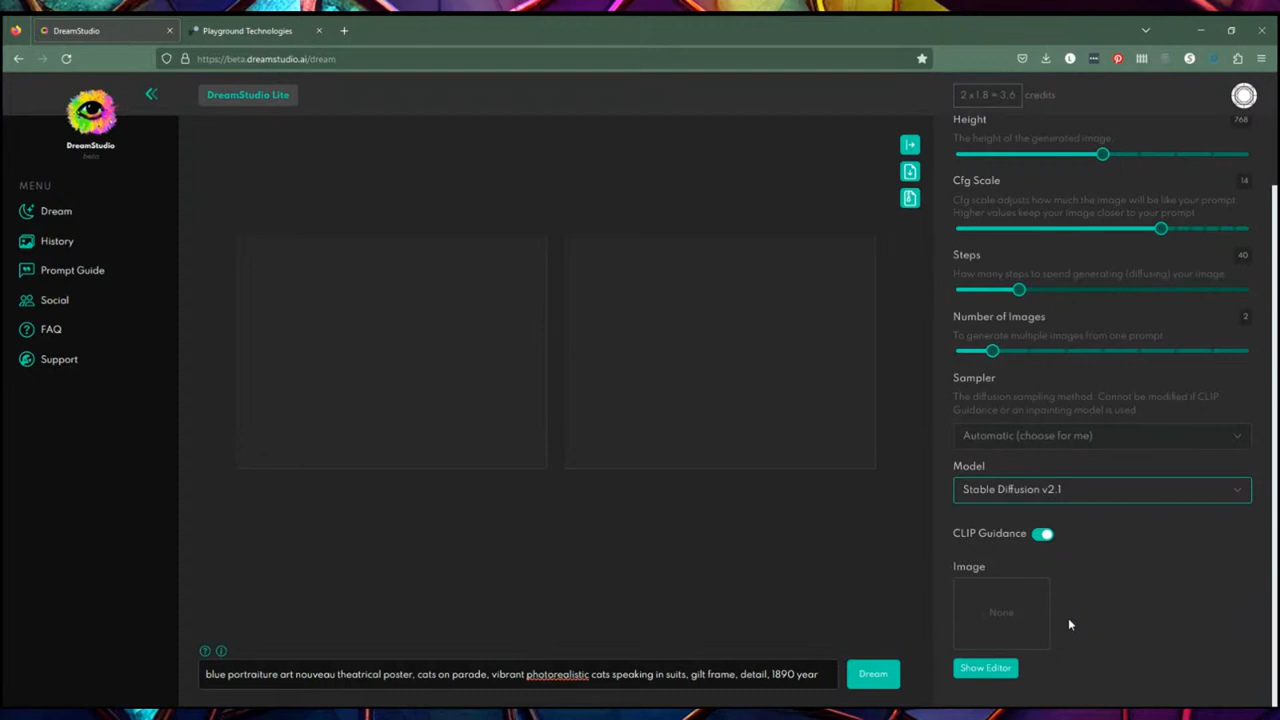 DreamStudio
Playground Technologies
https://beta.dreamstudio.ai/dream
DreamStudio
beta
DreamStudio Lite
2 x 1.8 = 3.6 credits
MENU
Dream
History
Prompt Guide
Social
FAQ
Support
Height
768
The height of the generated image.
Cfg Scale
14
Cfg scale adjusts how much the image will be like your prompt.
Higher values keep your image closer to your prompt.
Steps
40
How many steps to spend generating (diffusing) your image.
Number of Images
2
To generate multiple images from one prompt.
Sampler
The diffusion sampling method. Cannot be modified if CLIP
Guidance or an inpainting model is used
Automatic (choose for me)
Model
Stable Diffusion v2.1
CLIP Guidance
Image
None
Show Editor
blue portraiture art nouveau theatrical poster, cats on parade, vibrant photorealistic cats speaking in suits, gilt frame, detail, 1890 year
Dream